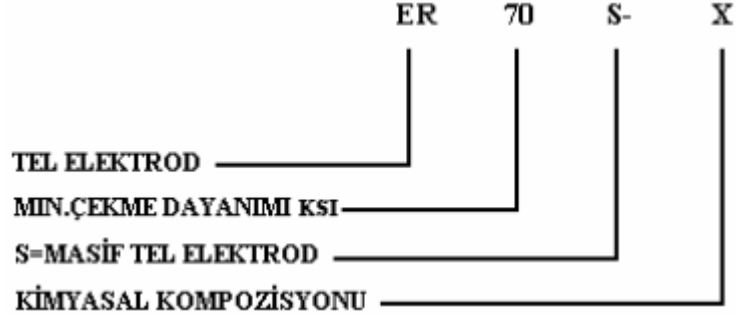 ER 70 S- X
TEL ELEKTROD
MIN.ÇEKME DAYANIMI KSI
S=MASİF TEL ELEKTROD
KİMYASAL KOMPOZİSYONU